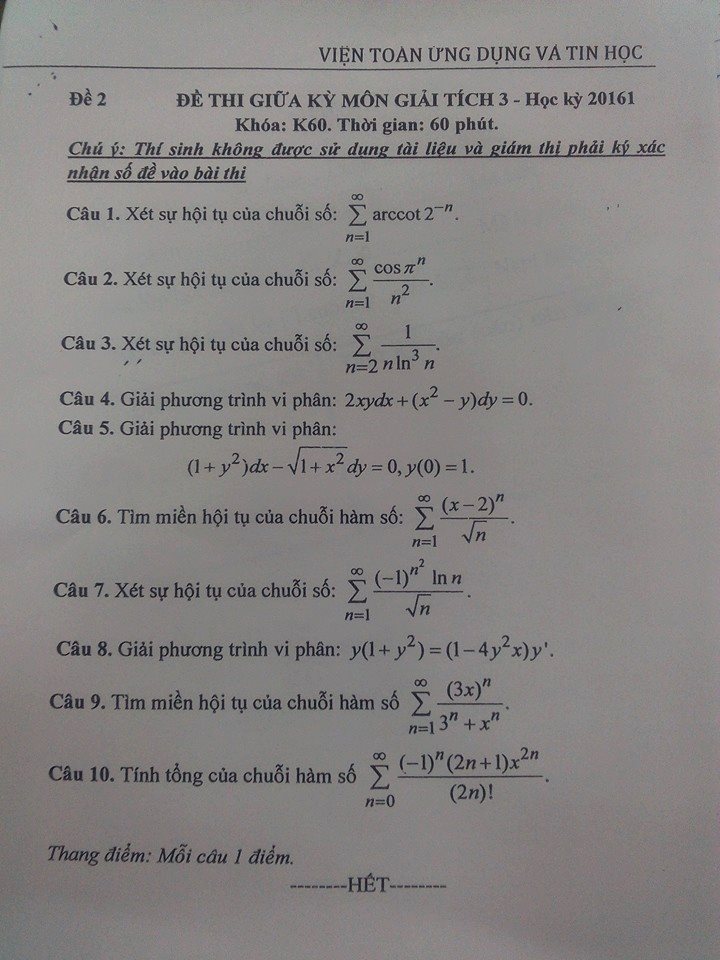 VIỆN TOÁN ỨNG DỤNG VÀ TIN HỌC
Đề 2 ĐỀ THI GIỮA KỲ MÔN GIẢI TÍCH 3 - Học kỳ 20161
Khóa: K60. Thời gian: 60 phút.
Chú ý: Thí sinh không được sử dụng tài liệu và giám thị phải ký xác
nhận số đề vào bài thi
Câu 1. Xét sự hội tụ của chuỗi số: $\sum_{n=1}^{\infty} \text{arccot}\, 2^{-n}$.
Câu 2. Xét sự hội tụ của chuỗi số: $\sum_{n=1}^{\infty} \frac{\cos \pi^n}{n^2}$.
Câu 3. Xét sự hội tụ của chuỗi số: $\sum_{n=2}^{\infty} \frac{1}{n \ln^3 n}$.
Câu 4. Giải phương trình vi phân: $2xydx + (x^2 - y)dy = 0$.
Câu 5. Giải phương trình vi phân:
$(1 + y^2)dx - \sqrt{1 + x^2}dy = 0, y(0) = 1$.
Câu 6. Tìm miền hội tụ của chuỗi hàm số: $\sum_{n=1}^{\infty} \frac{(x-2)^n}{\sqrt{n}}$.
Câu 7. Xét sự hội tụ của chuỗi số: $\sum_{n=1}^{\infty} \frac{(-1)^{n^2} \ln n}{\sqrt{n}}$.
Câu 8. Giải phương trình vi phân: $y(1 + y^2) = (1 - 4y^2x)y'$.
Câu 9. Tìm miền hội tụ của chuỗi hàm số $\sum_{n=1}^{\infty} \frac{(3x)^n}{3^n + x^n}$.
Câu 10. Tính tổng của chuỗi hàm số $\sum_{n=0}^{\infty} \frac{(-1)^n (2n+1)x^{2n}}{(2n)!}$.
Thang điểm: Mỗi câu 1 điểm.
--------HẾT--------